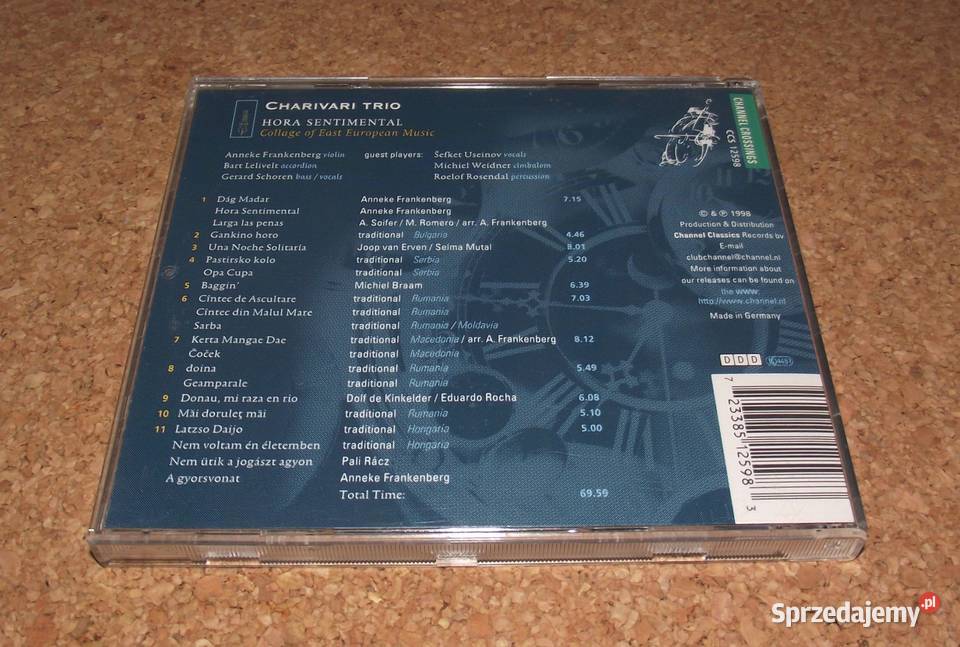 CHARIVARI TRIO
HORA SENTIMENTAL
Collage of East European Music
Anneke Frankenberg violin
Bart Lelivelt accordion
Gerard Schoren bass / vocals
guest players: Sefket Useinov vocals
Michiel Weidner cimbalom
Roelof Rosendal percussion
1 Dág Madar Anneke Frankenberg 7.15
Hora Sentimental Anneke Frankenberg
Larga las penas A. Soifer / M. Romero / arr. A. Frankenberg
2 Gankino horo traditional Bulgaria 4.46
3 Una Noche Solitaría Joop van Erven / Selma Mutal 8.01
4 Pastirsko kolo traditional Serbia 5.20
Opa Cupa traditional Serbia
5 Baggin' Michiel Braam 6.39
6 Cîntec de Ascultare traditional Rumania 7.03
Cîntec din Malul Mare traditional Rumania
Sarba traditional Rumania / Moldavia
7 Kerta Mangae Dae traditional Macedonia / arr. A. Frankenberg 8.12
Čoček traditional Macedonia
8 doina traditional Rumania 5.49
Geamparale traditional Rumania
9 Donau, mi raza en rio Dolf de Kinkelder / Eduardo Rocha 6.08
10 Măi doruleţ măi traditional Rumania 5.10
11 Latzso Daijo traditional Hongaria 5.00
Nem voltam én életemben traditional Hongaria
Nem ütik a jogászt agyon Pali Rácz
A gyorsvonat Anneke Frankenberg
Total Time: 69.59
CHANNEL CROSSINGS
CCS 12598
© & ℗ 1998
Production & Distribution
Channel Classics Records bv
E-mail
clubchannel@channel.nl
More information about
our releases can be found on
the WWW:
http://www.channel.nl
Made in Germany
DDD
7 23385 12598 3
Sprzedajemy.pl